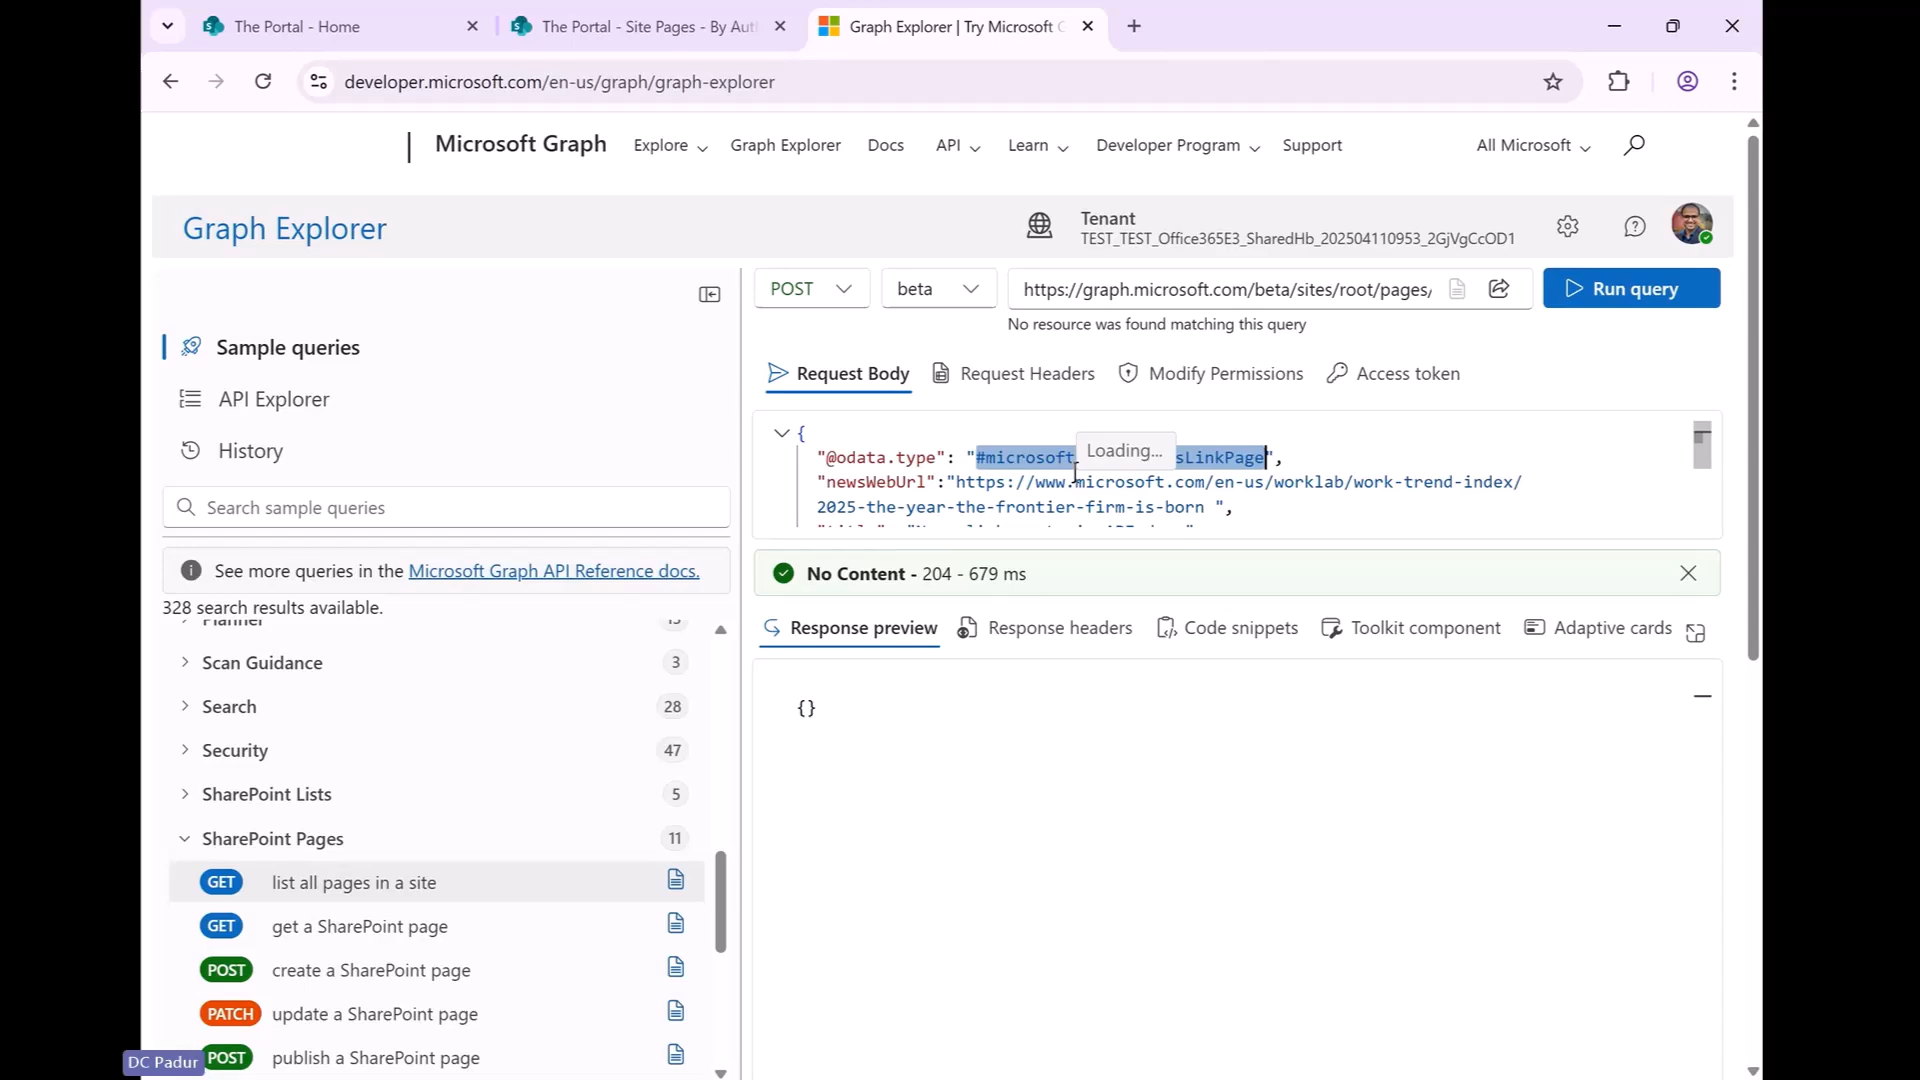 The Portal - Home
The Portal - Site Pages - By Aut
Graph Explorer | Try Microsoft G
developer.microsoft.com/en-us/graph/graph-explorer
Microsoft Graph
Explore
Graph Explorer
Docs
API
Learn
Developer Program
Support
All Microsoft
Graph Explorer
Tenant
TEST_TEST_Office365E3_SharedHb_202504110953_2GjVgCcOD1
POST
beta
https://graph.microsoft.com/beta/sites/root/pages/
Run query
No resource was found matching this query
Sample queries
API Explorer
History
Search sample queries
See more queries in the Microsoft Graph API Reference docs.
328 search results available.
Planner
Scan Guidance 3
Search 28
Security 47
SharePoint Lists 5
SharePoint Pages 11
GET list all pages in a site
GET get a SharePoint page
POST create a SharePoint page
PATCH update a SharePoint page
POST publish a SharePoint page
DC Padur
Request Body
Request Headers
Modify Permissions
Access token
{
"@odata.type": "#microsoft sLinkPage",
Loading...
"newsWebUrl":"https://www.microsoft.com/en-us/worklab/work-trend-index/
2025-the-year-the-frontier-firm-is-born ",
No Content - 204 - 679 ms
Response preview
Response headers
Code snippets
Toolkit component
Adaptive cards
{}